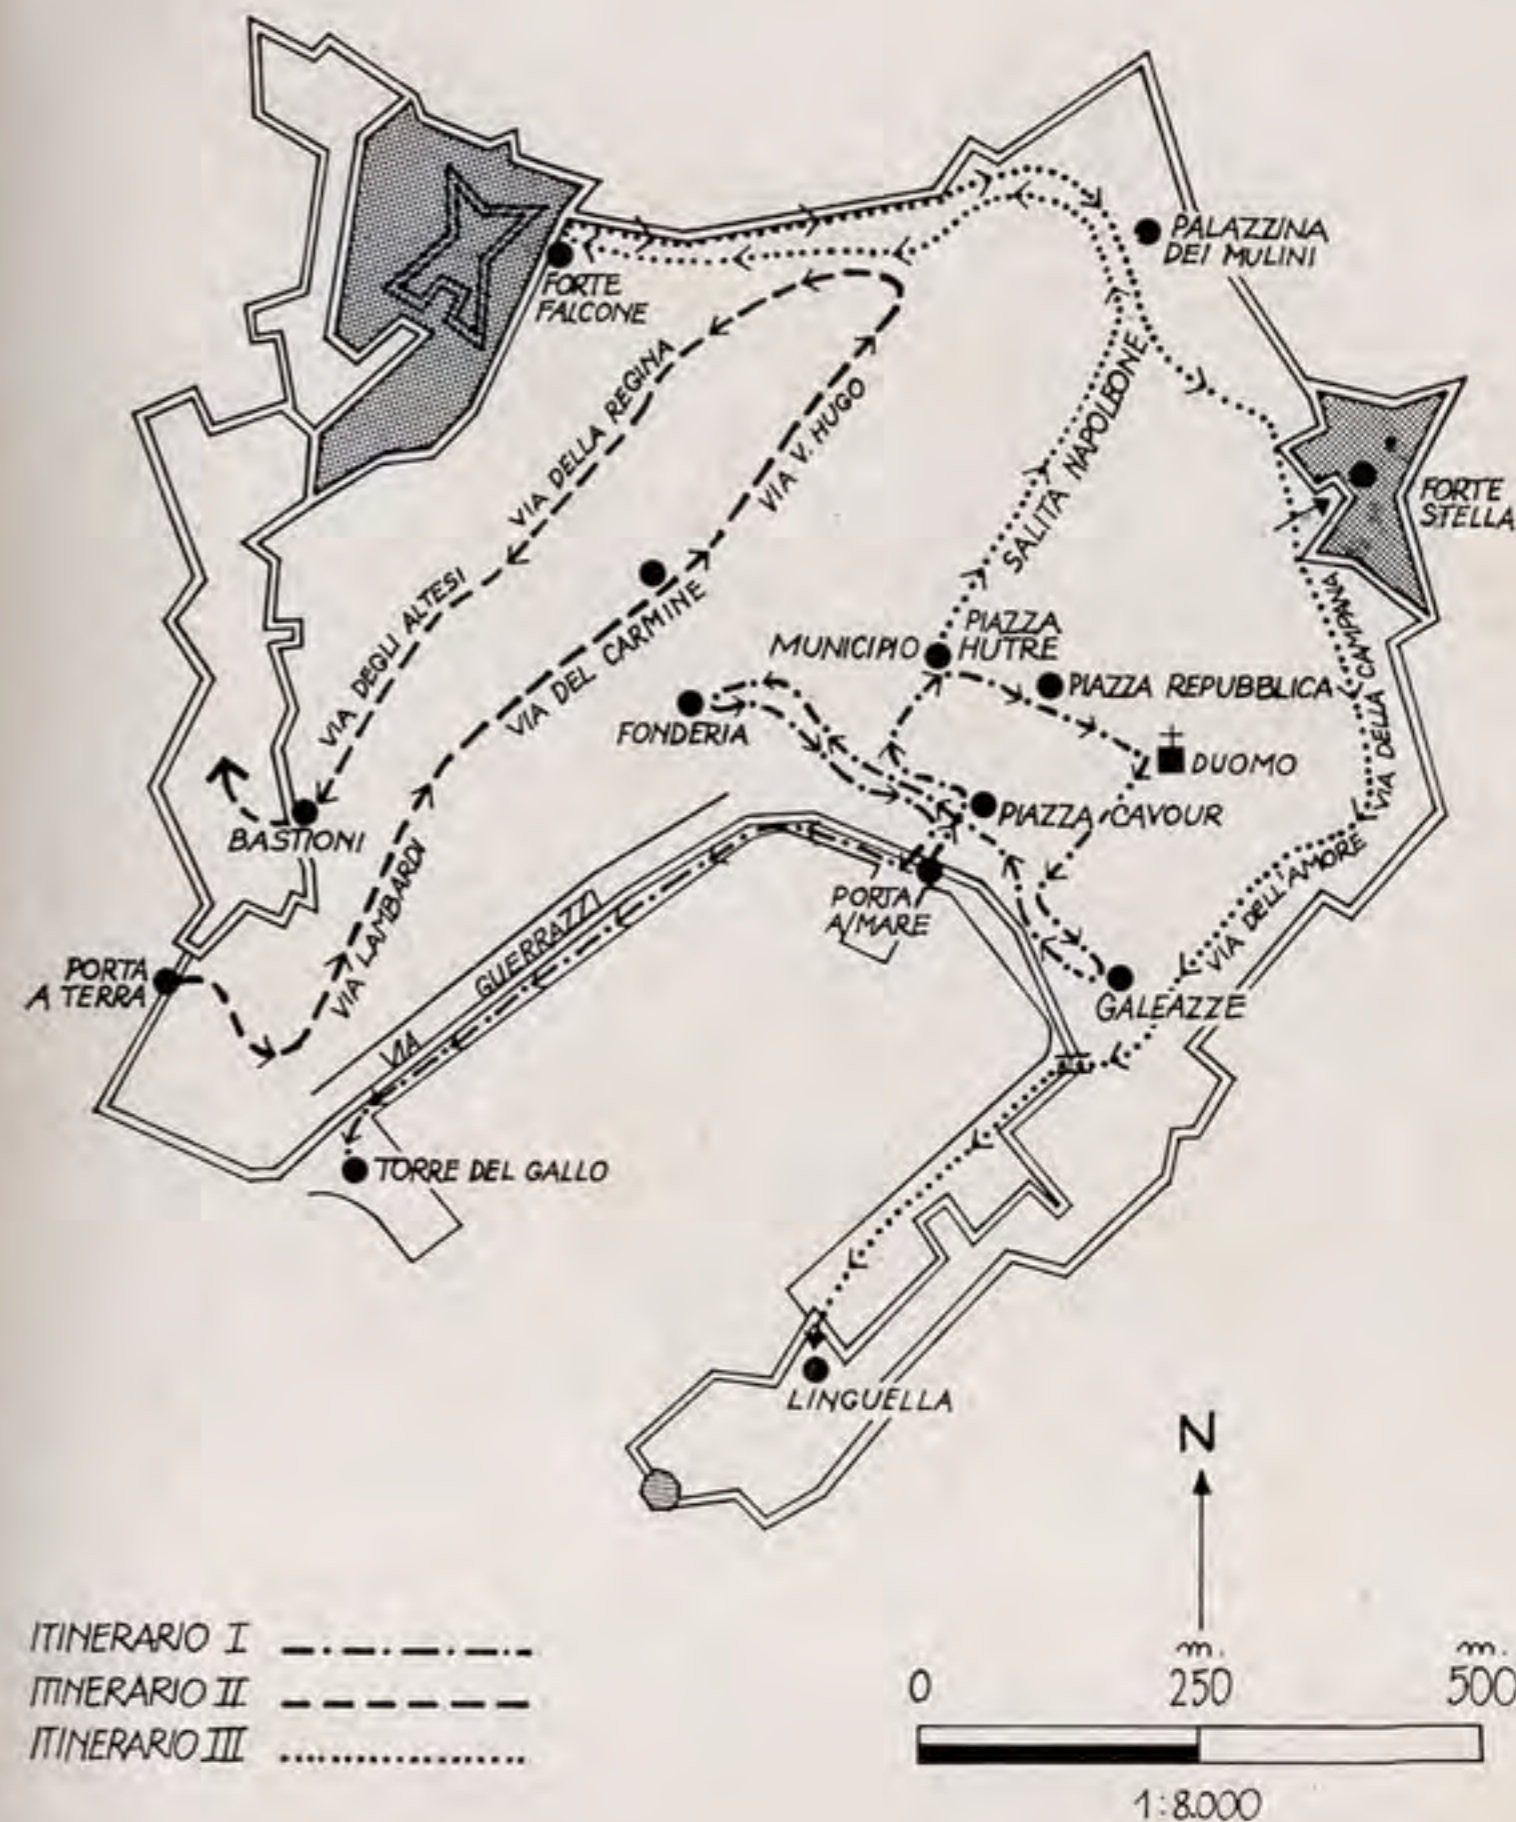 PALAZZINA
DEI MULINI
FORTE
FALCONE
VIA DELLA REGINA
VIA V. HUGO
SALITA NAPOLEONE
FORTE
STELLA
VIA DEGLI ALTESI
VIA DEL CARMINE
MUNICIPIO
PIAZZA
HUTRE
PIAZZA REPUBBLICA
VIA DELLA CAMPANA
FONDERIA
DUOMO
VIA DELLA
PIAZZA CAVOUR
BASTIONI
VIA LAMBARDI
PORTA
A/MARE
VIA DELL'AMORE
PORTA
A TERRA
VIA GUERRAZZI
GALEAZZE
TORRE DEL GALLO
LINGUELLA
N
ITINERARIO I
ITINERARIO II
ITINERARIO III
m. m.
0 250 500
1:8.000